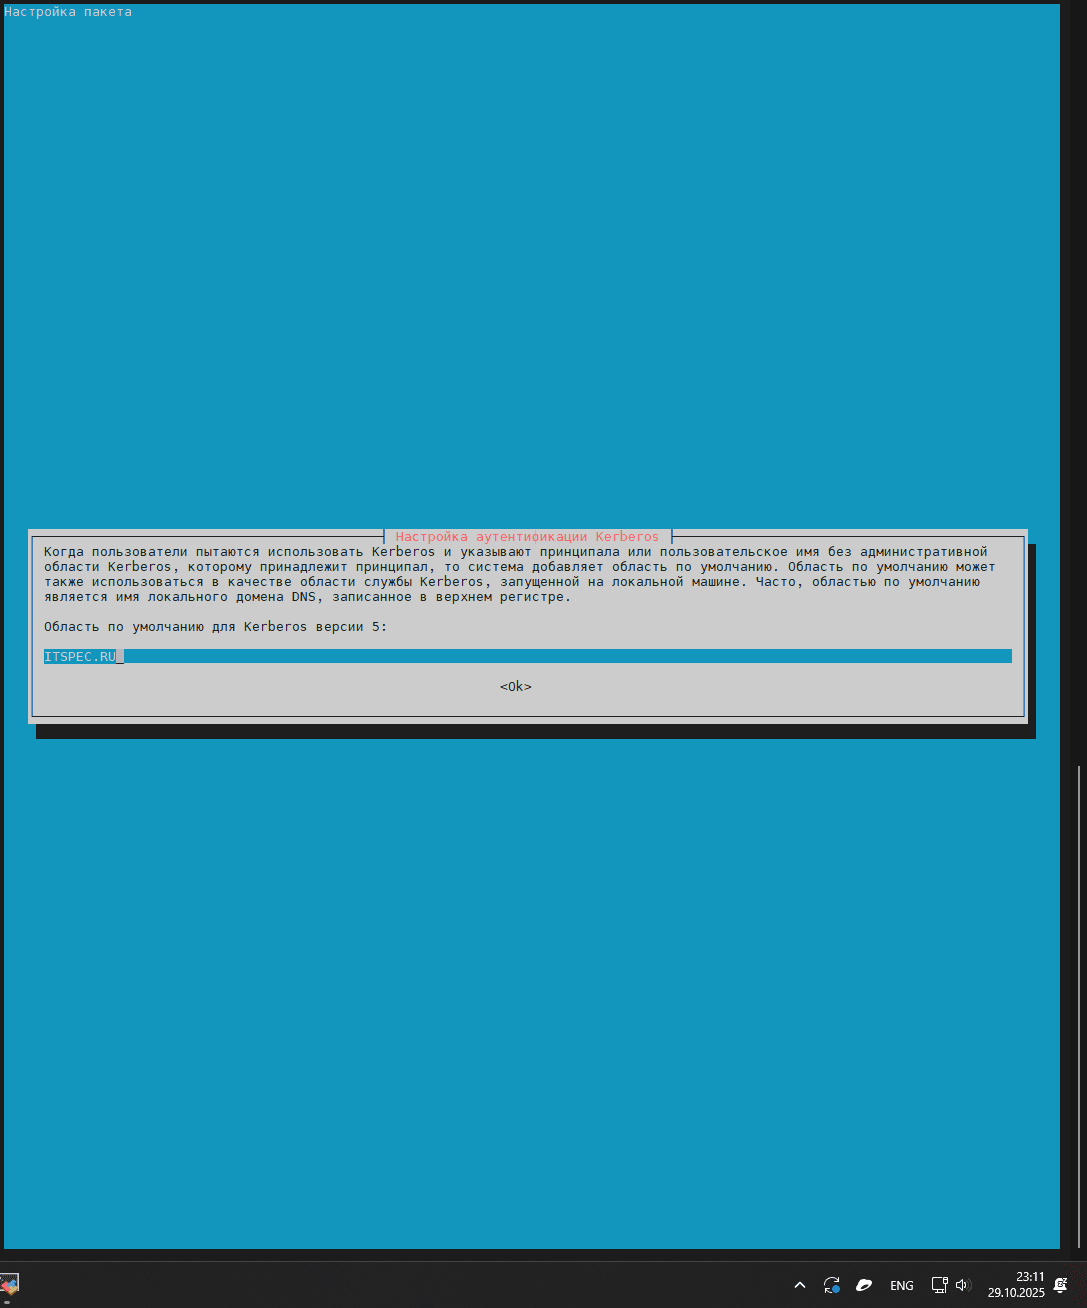 Настройка пакета
Настройка аутентификации Kerberos
Когда пользователи пытаются использовать Kerberos и указывают принципала или пользовательское имя без административной
области Kerberos, которому принадлежит принципал, то система добавляет область по умолчанию. Область по умолчанию может
также использоваться в качестве области службы Kerberos, запущенной на локальной машине. Часто, областью по умолчанию
является имя локального домена DNS, записанное в верхнем регистре.
Область по умолчанию для Kerberos версии 5:
ITSPEC.RU_
<Ok>
ENG
23:11
29.10.2025